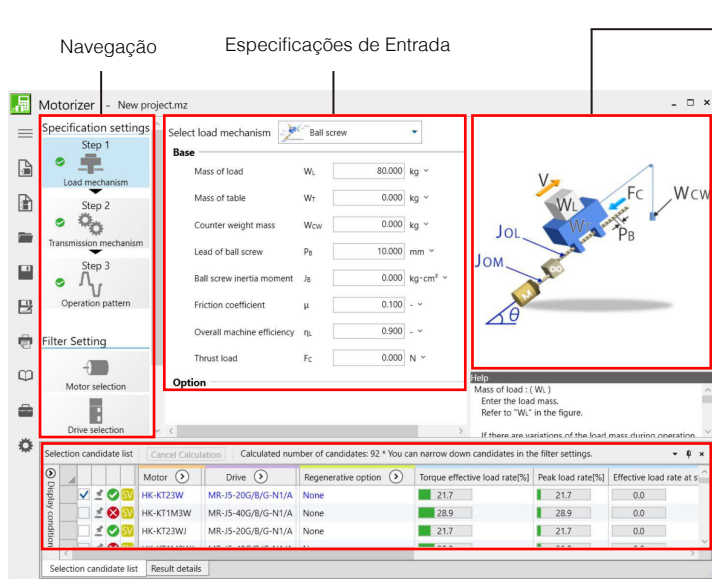 Navegação
Especificações de Entrada
Motorizer - New project.mz
Specification settings
Step 1
Load mechanism
Step 2
Transmission mechanism
Step 3
Operation pattern
Filter Setting
Motor selection
Drive selection
Select load mechanism Ball screw
Base
Mass of load WL 80.000 kg
Mass of table WT 0.000 kg
Counter weight mass WCW 0.000 kg
Lead of ball screw PB 10.000 mm
Ball screw inertia moment JB 0.000 kg·cm²
Friction coefficient μ 0.100 -
Overall machine efficiency ηL 0.900 -
Thrust load FC 0.000 N
Option
V
WL
FC
WCW
WT
PB
JOL
JOM
M
θ
Help
Mass of load : ( WL )
Enter the load mass.
Refer to "WL" in the figure.
If there are variations of the load mass during operation
Selection candidate list Cancel Calculation Calculated number of candidates: 92 * You can narrow down candidates in the filter settings.
Display condition
Motor Drive Regenerative option Torque effective load rate[%] Peak load rate[%] Effective load rate at s
SV HK-KT23W MR-J5-20G/B/G-N1/A None 21.7 21.7 0.0
SV HK-KT1M3W MR-J5-40G/B/G-N1/A None 28.9 28.9 0.0
SV HK-KT23WJ MR-J5-20G/B/G-N1/A None 21.7 21.7 0.0
Selection candidate list Result details